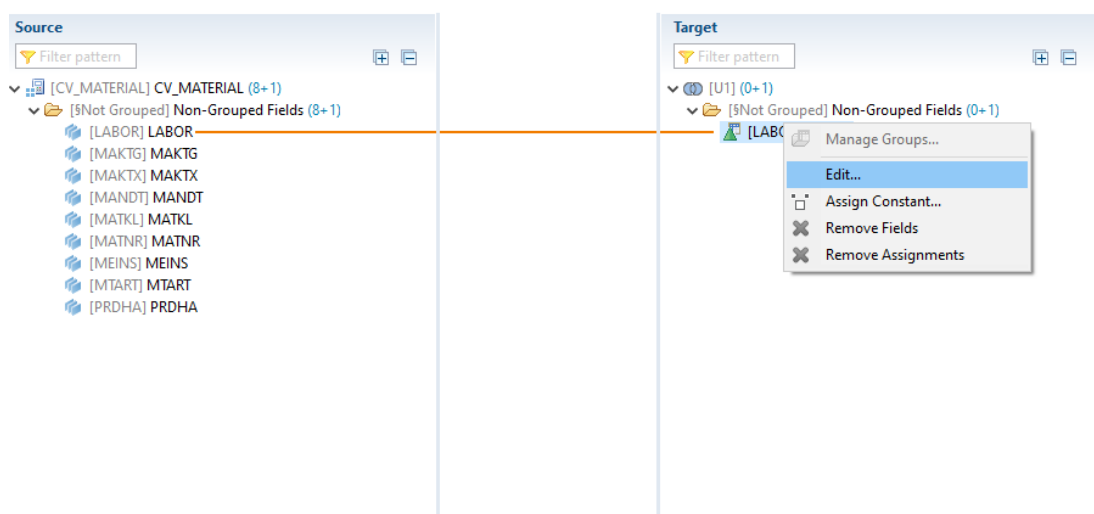 Source
Filter pattern
[CV_MATERIAL] CV_MATERIAL (8+1)
[§Not Grouped] Non-Grouped Fields (8+1)
[LABOR] LABOR
[MAKTG] MAKTG
[MAKTX] MAKTX
[MANDT] MANDT
[MATKL] MATKL
[MATNR] MATNR
[MEINS] MEINS
[MTART] MTART
[PRDHA] PRDHA
Target
Filter pattern
[U1] (0+1)
[§Not Grouped] Non-Grouped Fields (0+1)
Manage Groups...
Edit...
Assign Constant...
Remove Fields
Remove Assignments